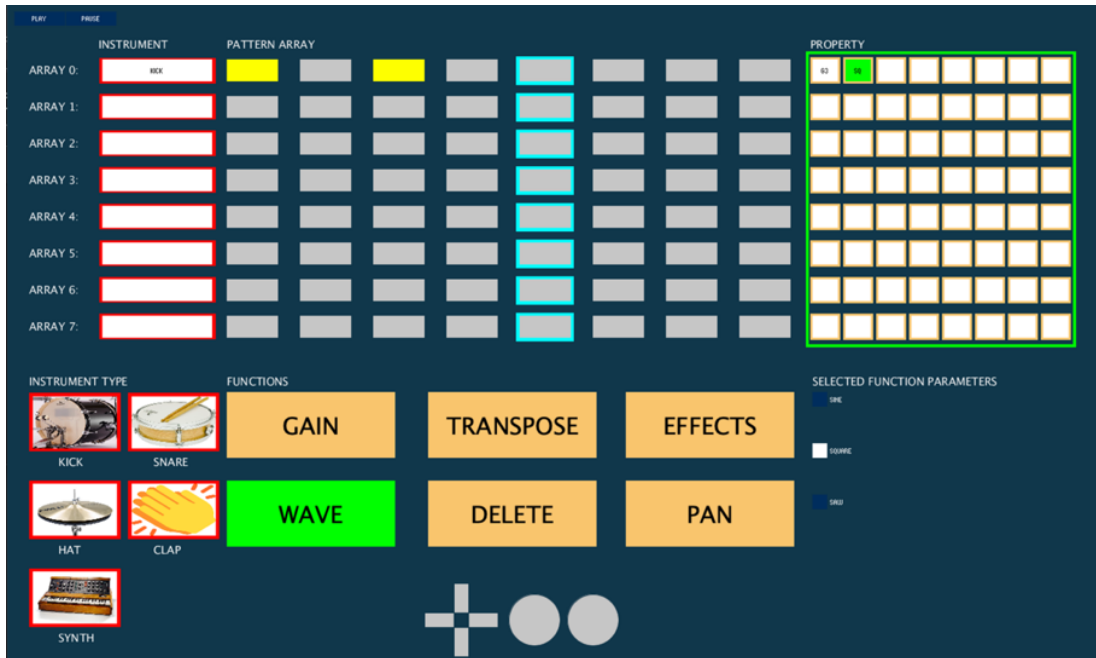 PLAY PAUSE
INSTRUMENT PATTERN ARRAY PROPERTY
ARRAY 0: KICK G3 SQ
ARRAY 1:
ARRAY 2:
ARRAY 3:
ARRAY 4:
ARRAY 5:
ARRAY 6:
ARRAY 7:
INSTRUMENT TYPE FUNCTIONS SELECTED FUNCTION PARAMETERS
SINE
GAIN TRANSPOSE EFFECTS
SQUARE
KICK SNARE
WAVE DELETE PAN
SAW
HAT CLAP
SYNTH